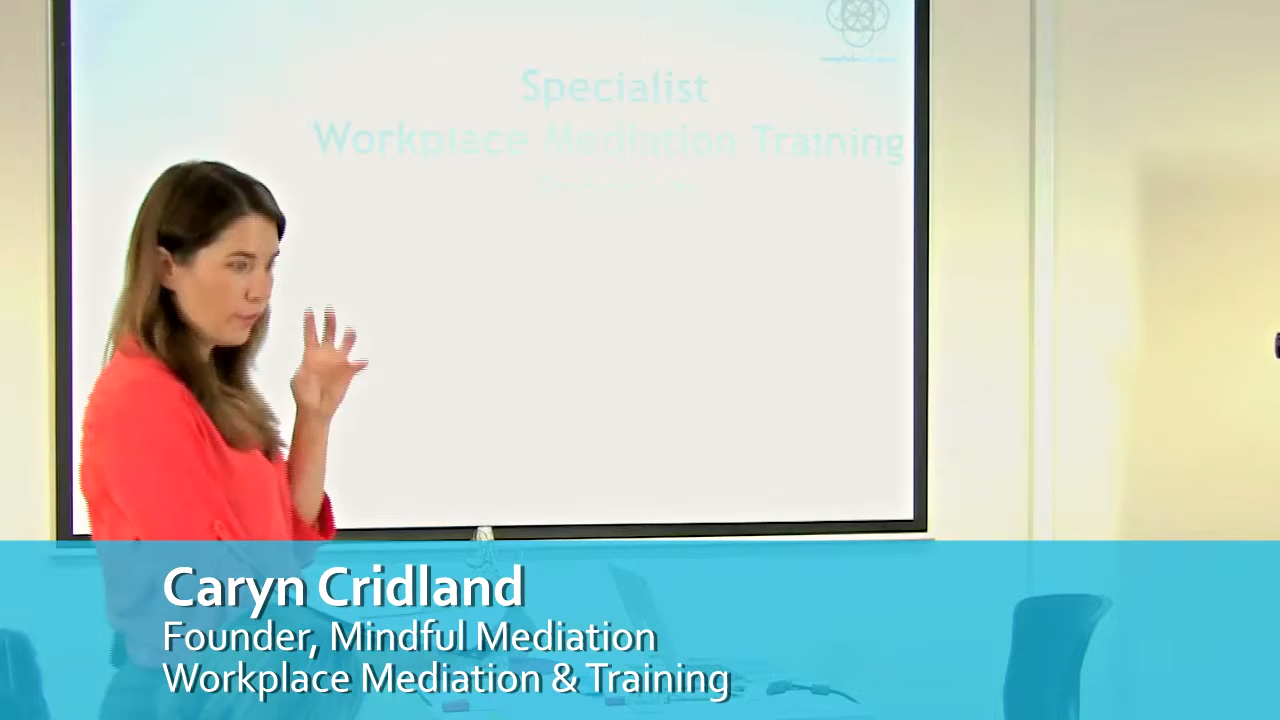 Specialist
Workplace Mediation Training
Caryn Cridland
Founder, Mindful Mediation
Workplace Mediation & Training